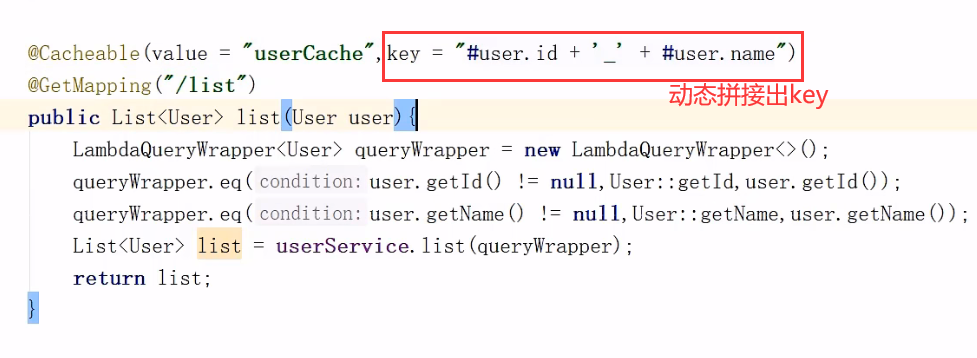 @Cacheable(value = "userCache",key = "#user.id + '_' + #user.name")
@GetMapping("/list")
动态拼接出key
public List<User> list(User user){
LambdaQueryWrapper<User> queryWrapper = new LambdaQueryWrapper<>();
queryWrapper.eq(condition: user.getId() != null,User::getId,user.getId());
queryWrapper.eq(condition: user.getName() != null,User::getName,user.getName());
List<User> list = userService.list(queryWrapper);
return list;
}